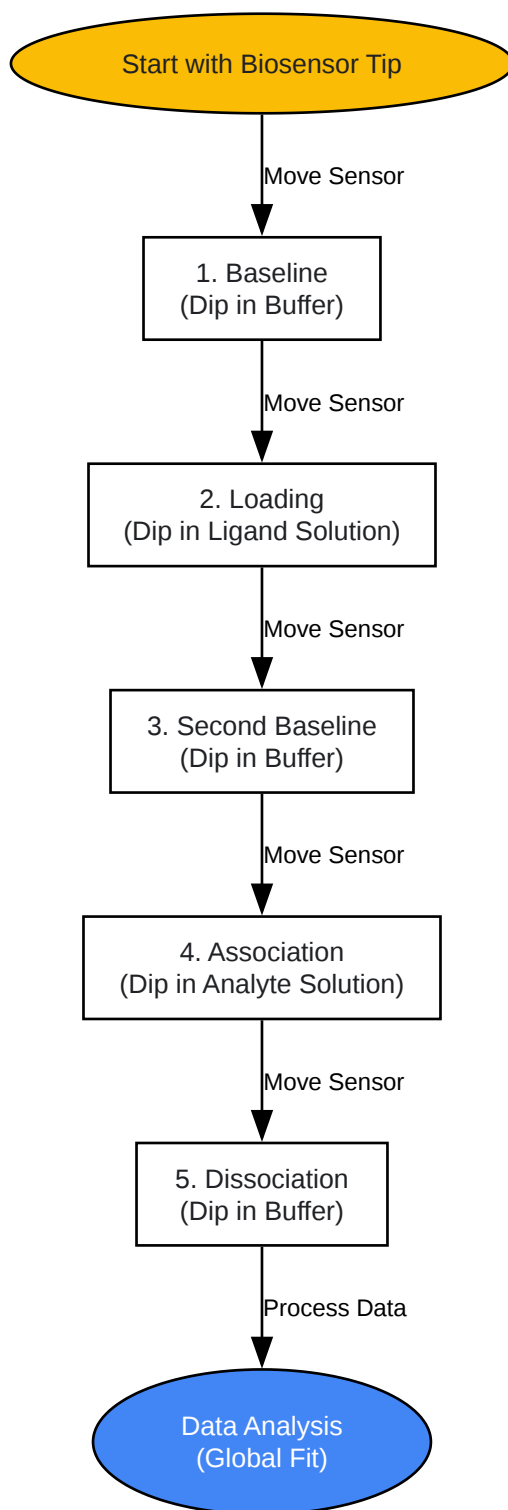 Start with Biosensor Tip
Move Sensor
1. Baseline
(Dip in Buffer)
Move Sensor
2. Loading
(Dip in Ligand Solution)
Move Sensor
3. Second Baseline
(Dip in Buffer)
Move Sensor
4. Association
(Dip in Analyte Solution)
Move Sensor
5. Dissociation
(Dip in Buffer)
Process Data
Data Analysis
(Global Fit)